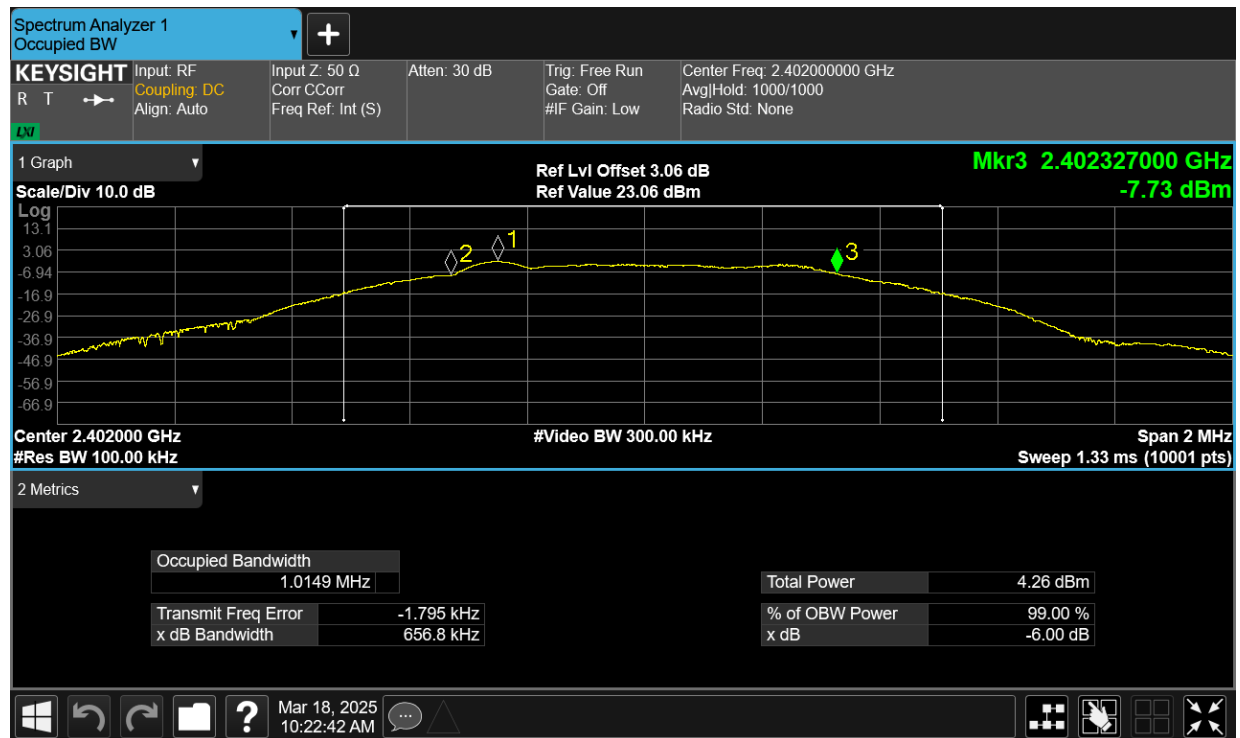 Spectrum Analyzer 1
Occupied BW
KEYSIGHT
R T
LXI
Input: RF
Coupling: DC
Align: Auto
Input Z: 50 Ω
Corr CCorr
Freq Ref: Int (S)
Atten: 30 dB
Trig: Free Run
Gate: Off
#IF Gain: Low
Center Freq: 2.402000000 GHz
Avg|Hold: 1000/1000
Radio Std: None
1 Graph
Scale/Div 10.0 dB
Ref Lvl Offset 3.06 dB
Ref Value 23.06 dBm
Mkr3 2.402327000 GHz
-7.73 dBm
Log
13.1
3.06
-6.94
-16.9
-26.9
-36.9
-46.9
-56.9
-66.9
2
1
3
Center 2.402000 GHz
#Video BW 300.00 kHz
Span 2 MHz
#Res BW 100.00 kHz
Sweep 1.33 ms (10001 pts)
2 Metrics
Occupied Bandwidth
1.0149 MHz
Transmit Freq Error -1.795 kHz
x dB Bandwidth 656.8 kHz
Total Power 4.26 dBm
% of OBW Power 99.00 %
x dB -6.00 dB
?
Mar 18, 2025
10:22:42 AM